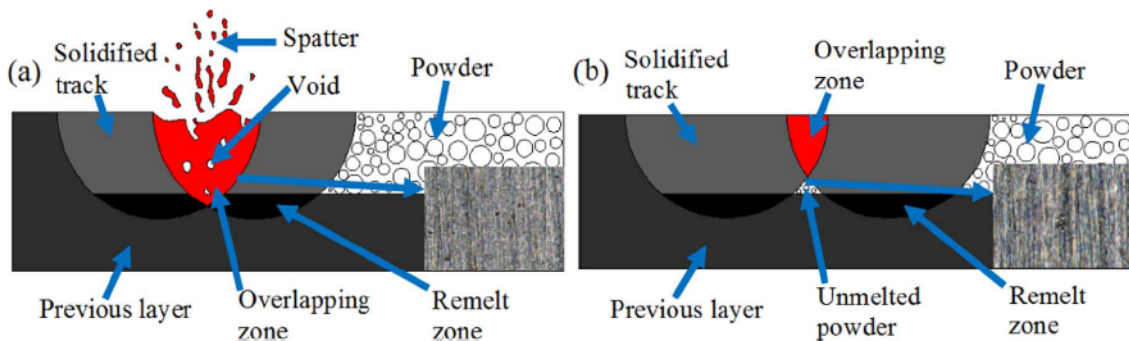 (a)
Solidified
track
Spatter
Void
Powder
Previous layer
Overlapping
zone
Remelt
zone
(b)
Solidified
track
Overlapping
zone
Powder
Previous layer
Unmelted
powder
Remelt
zone